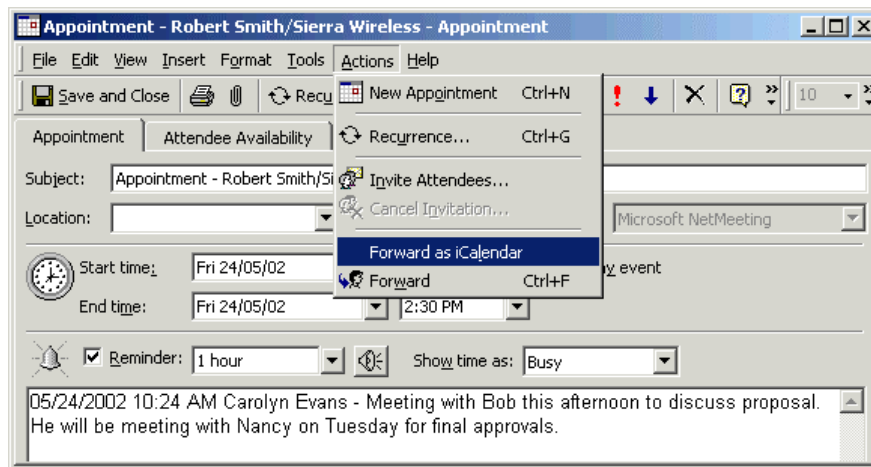 Appointment - Robert Smith/Sierra Wireless - Appointment
File Edit View Insert Format Tools Actions Help
Save and Close Recu New Appointment Ctrl+N 10
Appointment Attendee Availability Recurrence... Ctrl+G
Subject: Appointment - Robert Smith/Si Invite Attendees...
Cancel Invitation...
Location: Microsoft NetMeeting
Forward as iCalendar
Start time: Fri 24/05/02 Forward Ctrl+F y event
End time: Fri 24/05/02 2:30 PM
Reminder: 1 hour Show time as: Busy
05/24/2002 10:24 AM Carolyn Evans - Meeting with Bob this afternoon to discuss proposal.
He will be meeting with Nancy on Tuesday for final approvals.